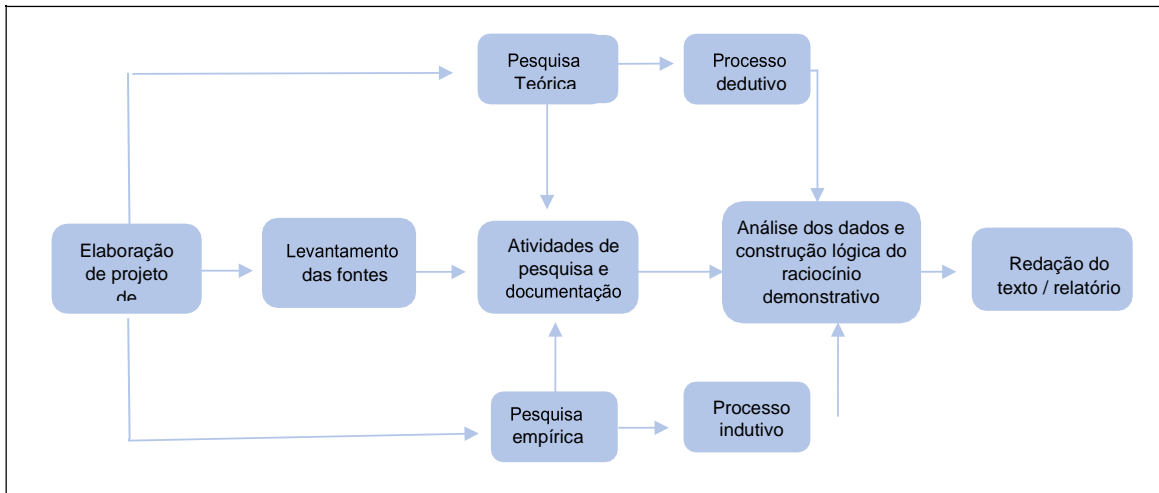 Pesquisa
Teórica
Processo
dedutivo
Elaboração
de projeto
de
Levantamento
das fontes
Atividades de
pesquisa e
documentação
Análise dos dados e
construção lógica do
raciocínio
demonstrativo
Redação do
texto / relatório
Pesquisa
empírica
Processo
indutivo